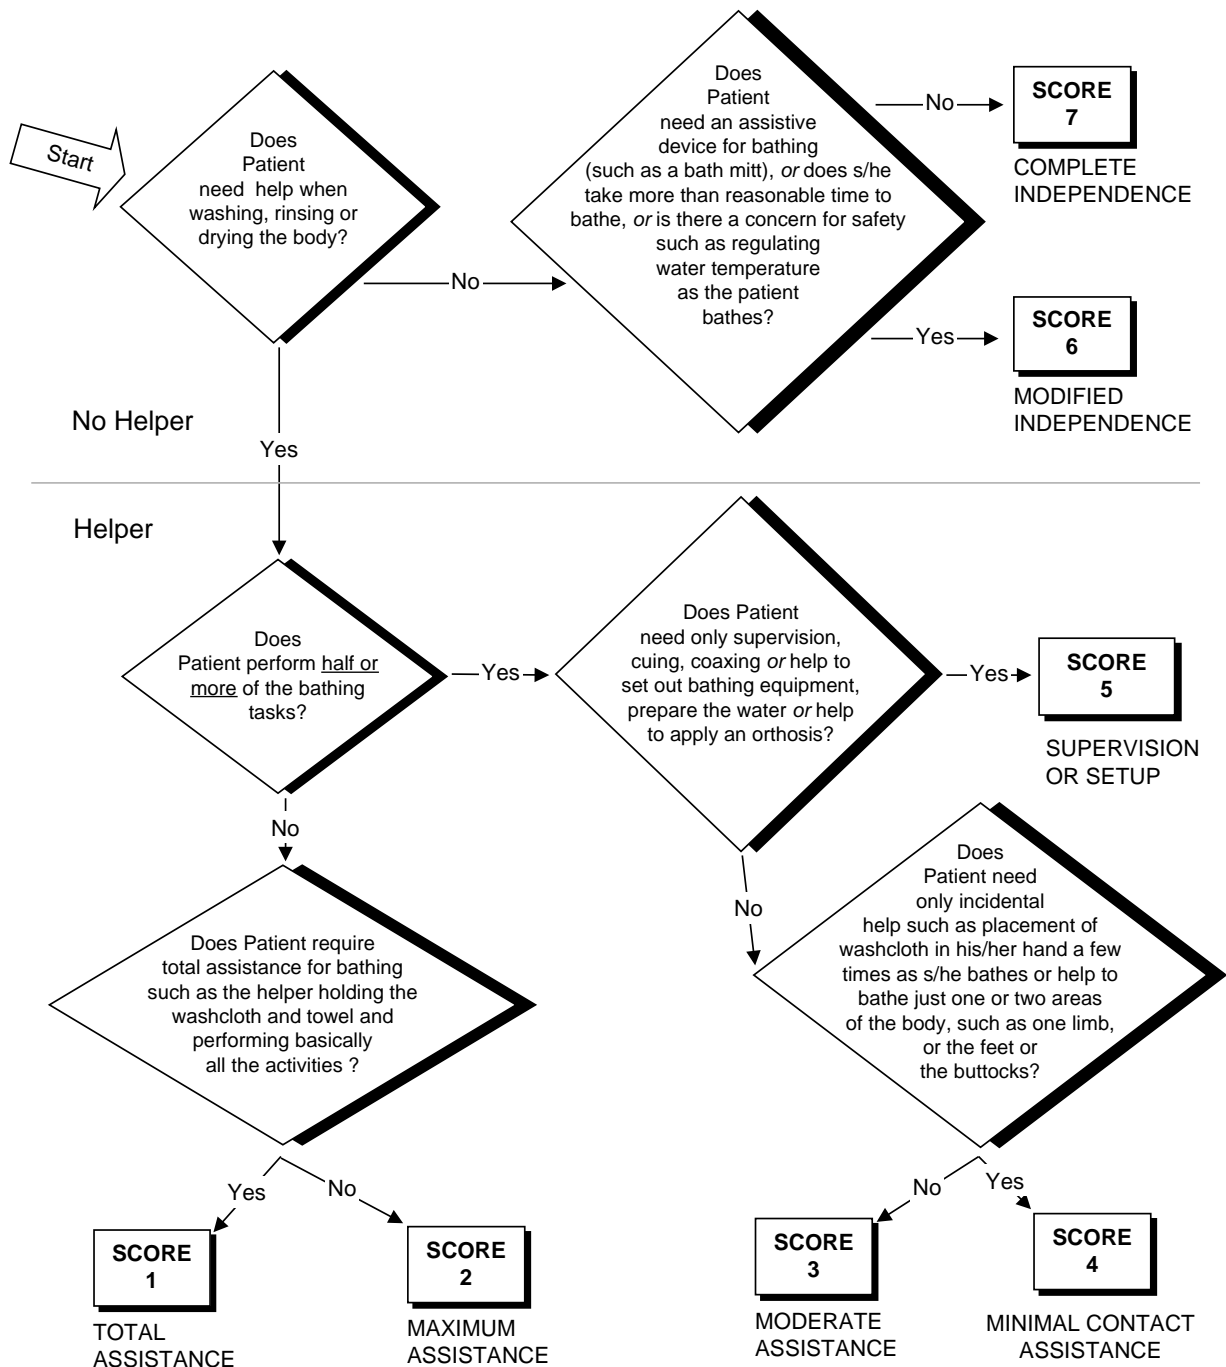 Start
Does
Patient
need help when
washing, rinsing or
drying the body?
No
Does
Patient
need an assistive
device for bathing
(such as a bath mitt), or does s/he
take more than reasonable time to
bathe, or is there a concern for safety
such as regulating
water temperature
as the patient
bathes?
No
SCORE
7
COMPLETE
INDEPENDENCE
Yes
SCORE
6
MODIFIED
INDEPENDENCE
No Helper
Yes
Helper
Does
Patient perform half or
more of the bathing
tasks?
Yes
Does Patient
need only supervision,
cuing, coaxing or help to
set out bathing equipment,
prepare the water or help
to apply an orthosis?
Yes
SCORE
5
SUPERVISION
OR SETUP
No
Does Patient require
total assistance for bathing
such as the helper holding the
washcloth and towel and
performing basically
all the activities ?
No
Does
Patient need
only incidental
help such as placement of
washcloth in his/her hand a few
times as s/he bathes or help to
bathe just one or two areas
of the body, such as one limb,
or the feet or
the buttocks?
Yes
No
SCORE
1
TOTAL
ASSISTANCE
SCORE
2
MAXIMUM
ASSISTANCE
No
Yes
SCORE
3
MODERATE
ASSISTANCE
SCORE
4
MINIMAL CONTACT
ASSISTANCE